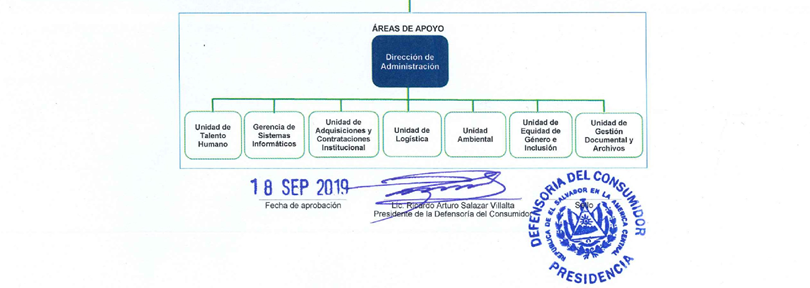 ÁREAS DE APOYO
Dirección de
Administración
Unidad de
Talento
Humano
Gerencia de
Sistemas
Informáticos
Unidad de
Adquisiciones y
Contrataciones
Institucional
Unidad de
Logística
Unidad
Ambiental
Unidad de
Equidad de
Género e
Inclusión
Unidad de
Gestión
Documental y
Archivos
18 SEP 2019
Fecha de aprobación
Lic. Ricardo Arturo Salazar Villalta
Presidente de la Defensoría del Consumidor
Sello
DEFENSORIA DEL CONSUMIDOR
REPUBLICA DE EL SALVADOR EN LA AMERICA CENTRAL
PRESIDENCIA